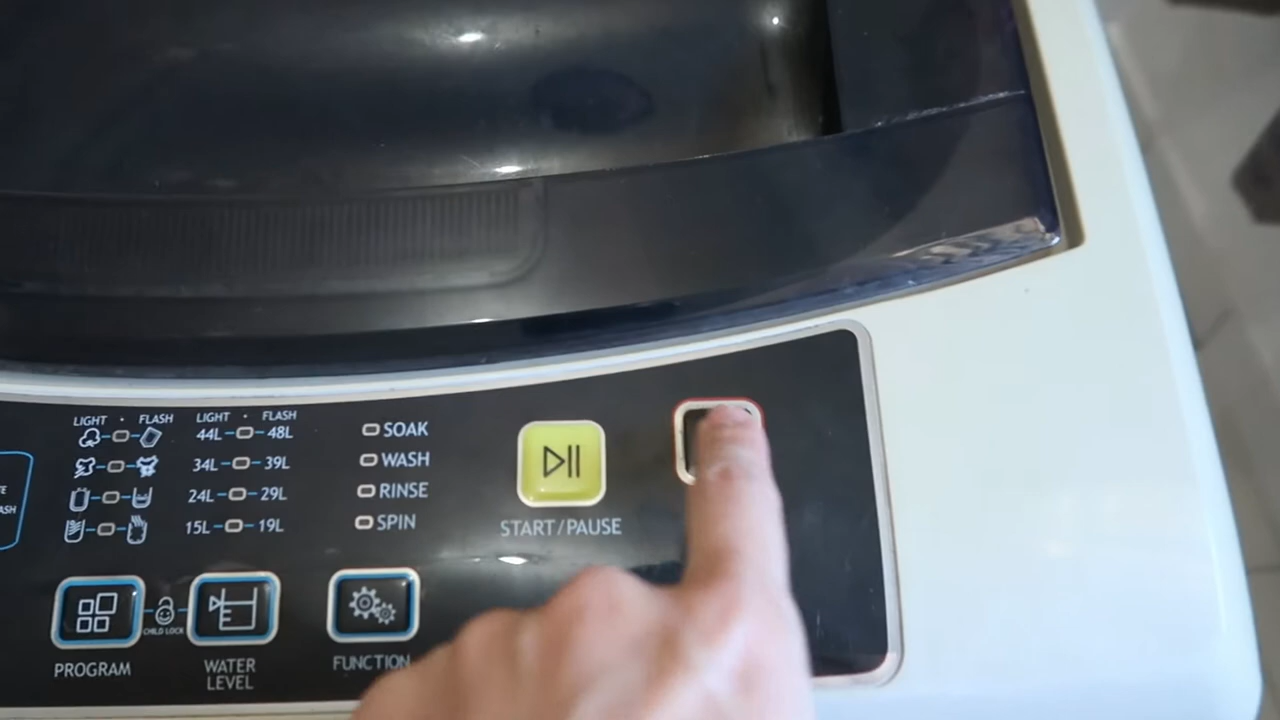 LIGHT · FLASH
LIGHT · FLASH
44L 48L
34L 39L
24L 29L
15L 19L
SOAK
WASH
RINSE
SPIN
START/PAUSE
CHILD LOCK
PROGRAM
WATER
LEVEL
FUNCTION